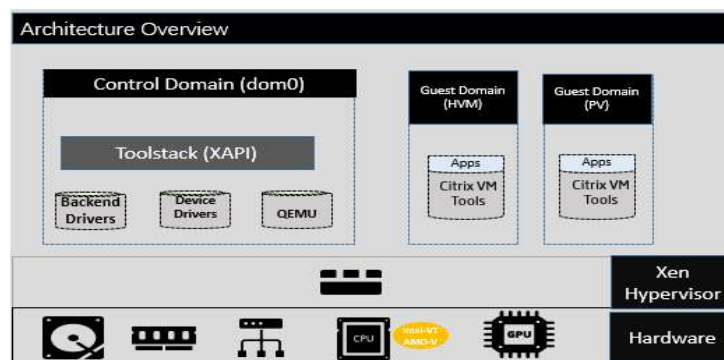 Architecture Overview
Control Domain (dom0)
Toolstack (XAPI)
Backend
Drivers
Device
Drivers
QEMU
Guest Domain
(HVM)
Apps
Citrix VM
Tools
Guest Domain
(PV)
Apps
Citrix VM
Tools
Xen
Hypervisor
CPU
Intel-VT
AMD-V
GPU
Hardware